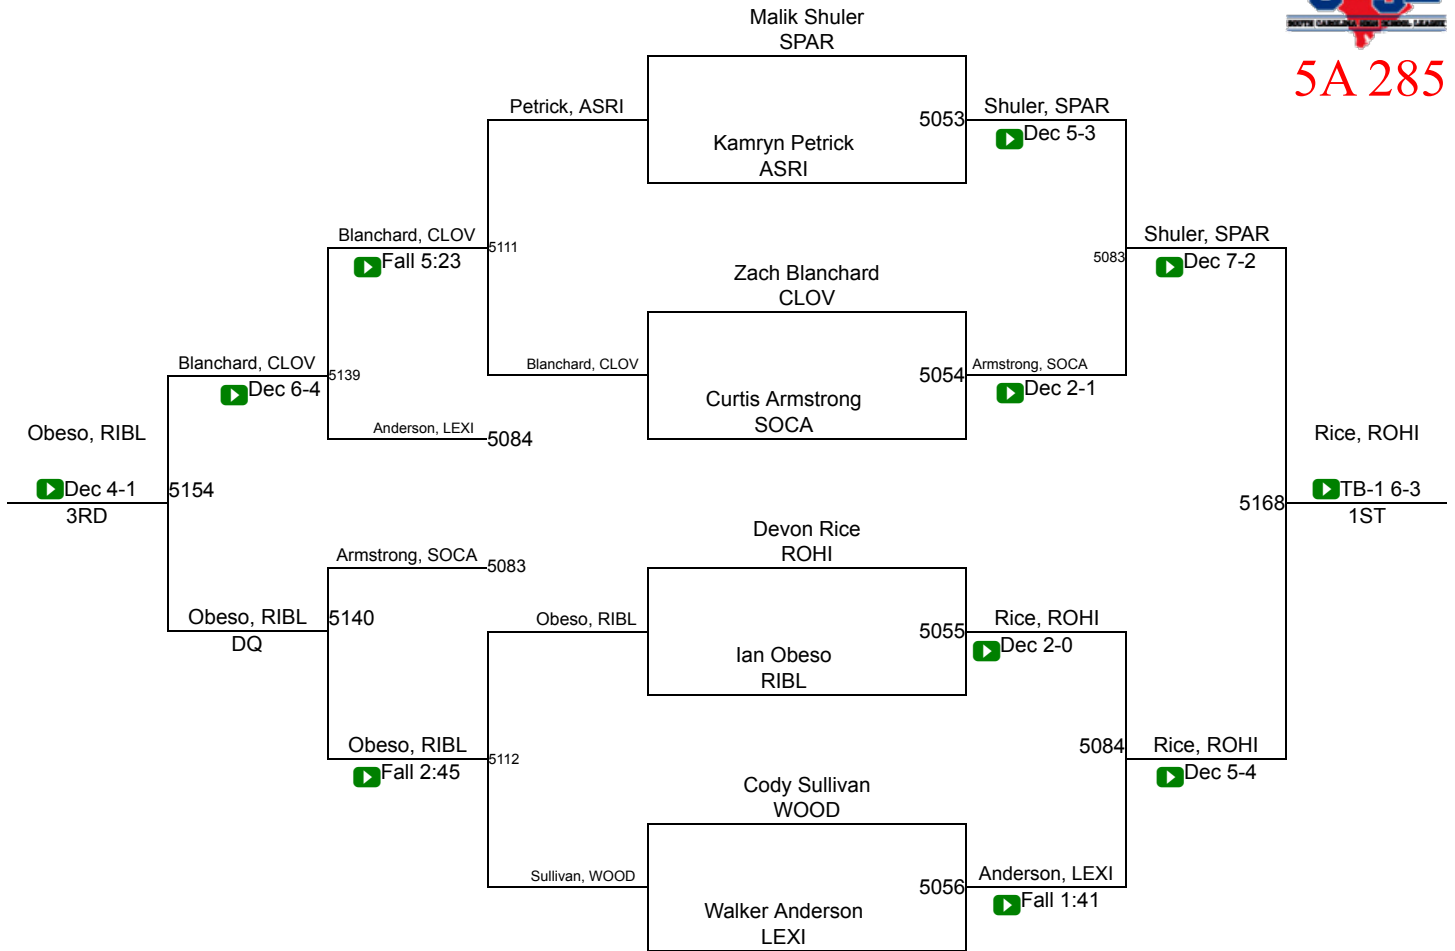 SOUTH CAROLINA HIGH SCHOOL LEAGUE
5A 285
Malik Shuler
SPAR
Petrick, ASRI
5053
Shuler, SPAR
Dec 5-3
Kamryn Petrick
ASRI
Blanchard, CLOV
5111
Fall 5:23
Shuler, SPAR
5083
Dec 7-2
Zach Blanchard
CLOV
Blanchard, CLOV
5139
Dec 6-4
Blanchard, CLOV
5054
Armstrong, SOCA
Dec 2-1
Curtis Armstrong
SOCA
Anderson, LEXI
5084
Obeso, RIBL
Dec 4-1
5154
3RD
Rice, ROHI
5168
TB-1 6-3
1ST
Devon Rice
ROHI
Armstrong, SOCA
5083
Obeso, RIBL
5140
DQ
Obeso, RIBL
5055
Rice, ROHI
Dec 2-0
Ian Obeso
RIBL
Obeso, RIBL
5112
Fall 2:45
5084
Rice, ROHI
Dec 5-4
Cody Sullivan
WOOD
Sullivan, WOOD
5056
Anderson, LEXI
Fall 1:41
Walker Anderson
LEXI